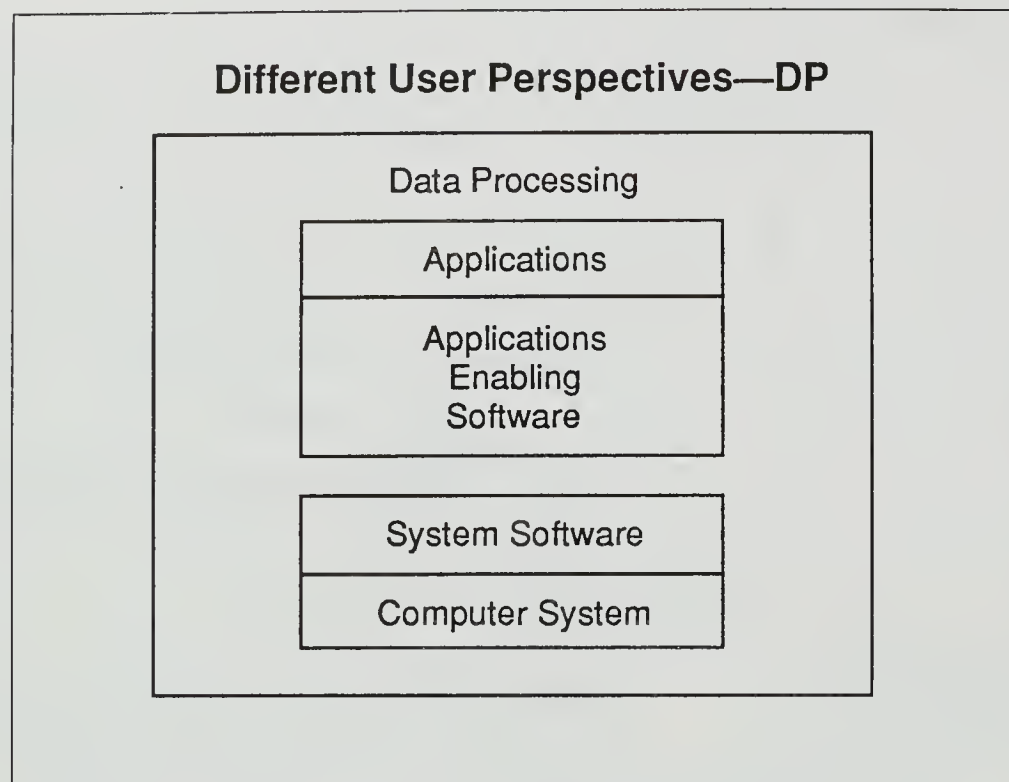 Different User Perspectives—DP
Data Processing
Applications
Applications
Enabling
Software
System Software
Computer System